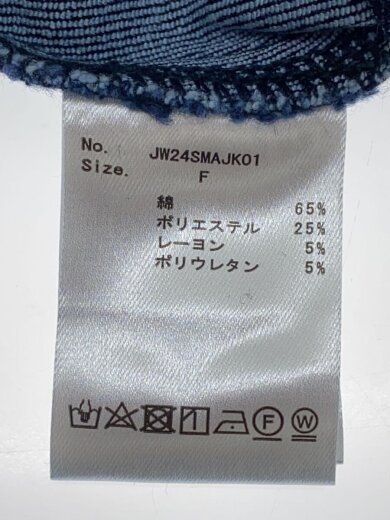 No. JW24SMAJK01
Size. F
綿 65%
ポリエステル 25%
レーヨン 5%
ポリウレタン 5%
F W